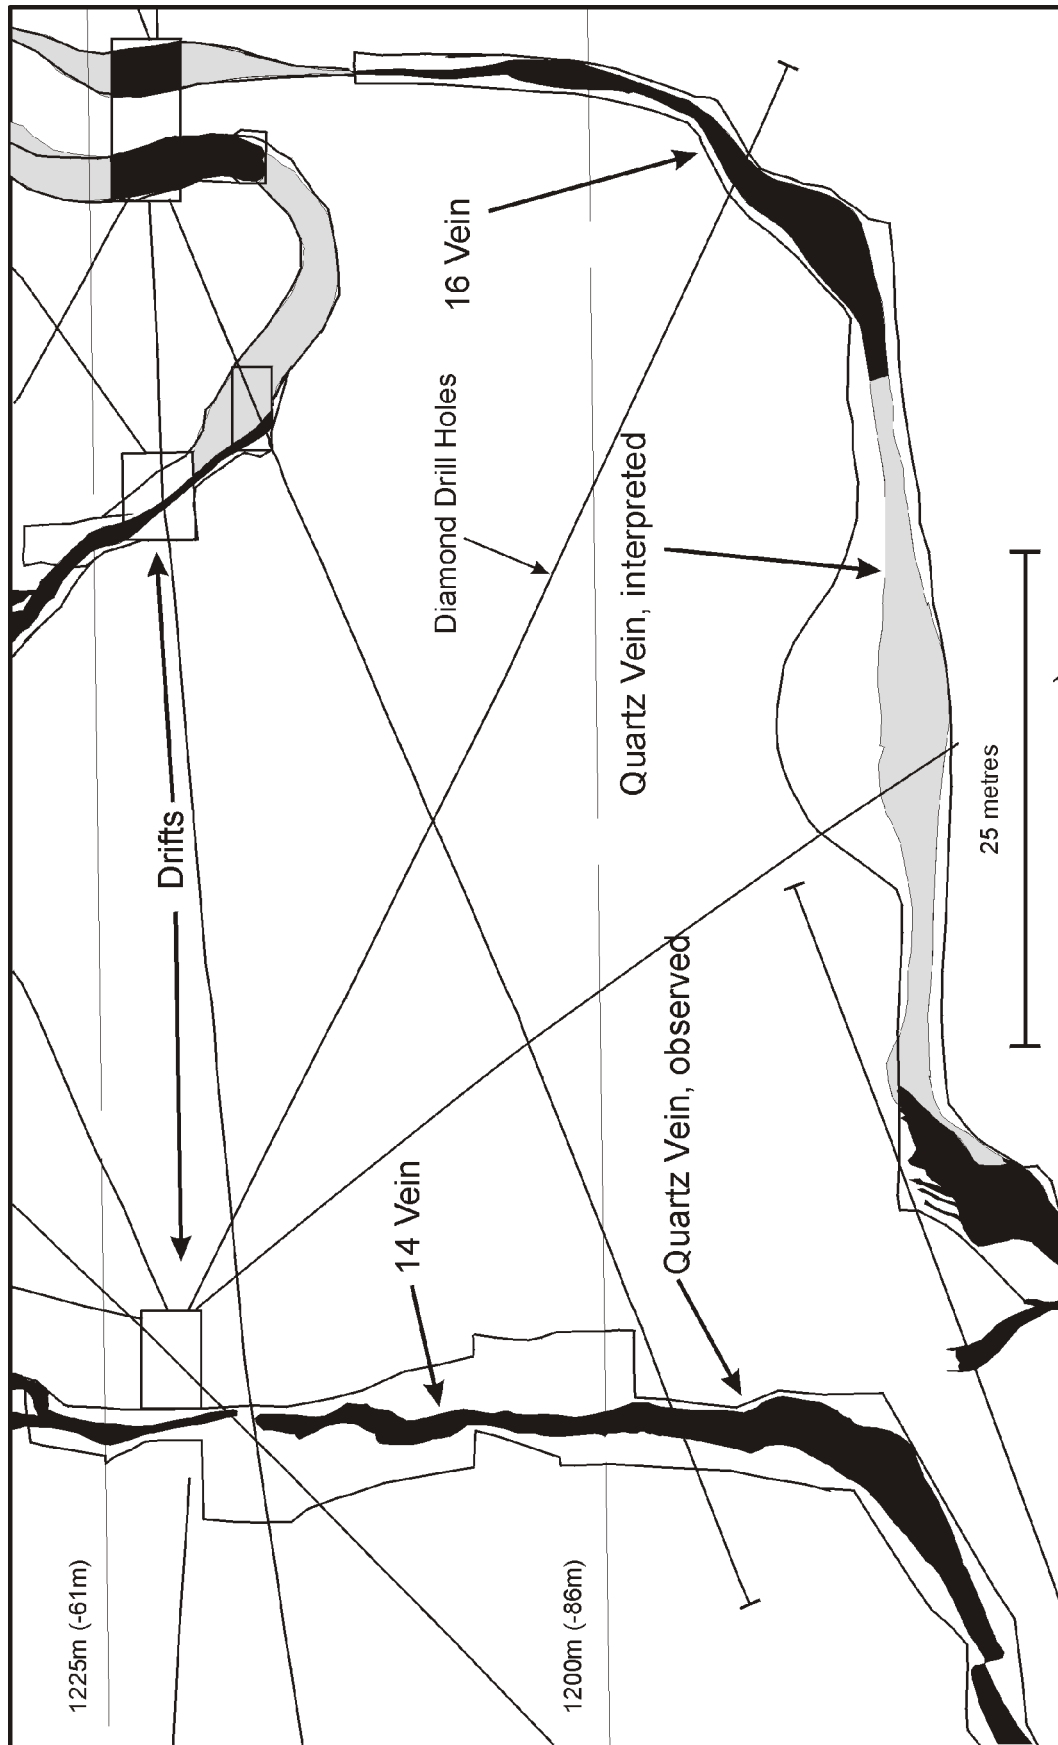 1225m (-61m)
Drifts
16 Vein
Diamond Drill Holes
14 Vein
1200m (-86m)
Quartz Vein, interpreted
Quartz Vein, observed
25 metres